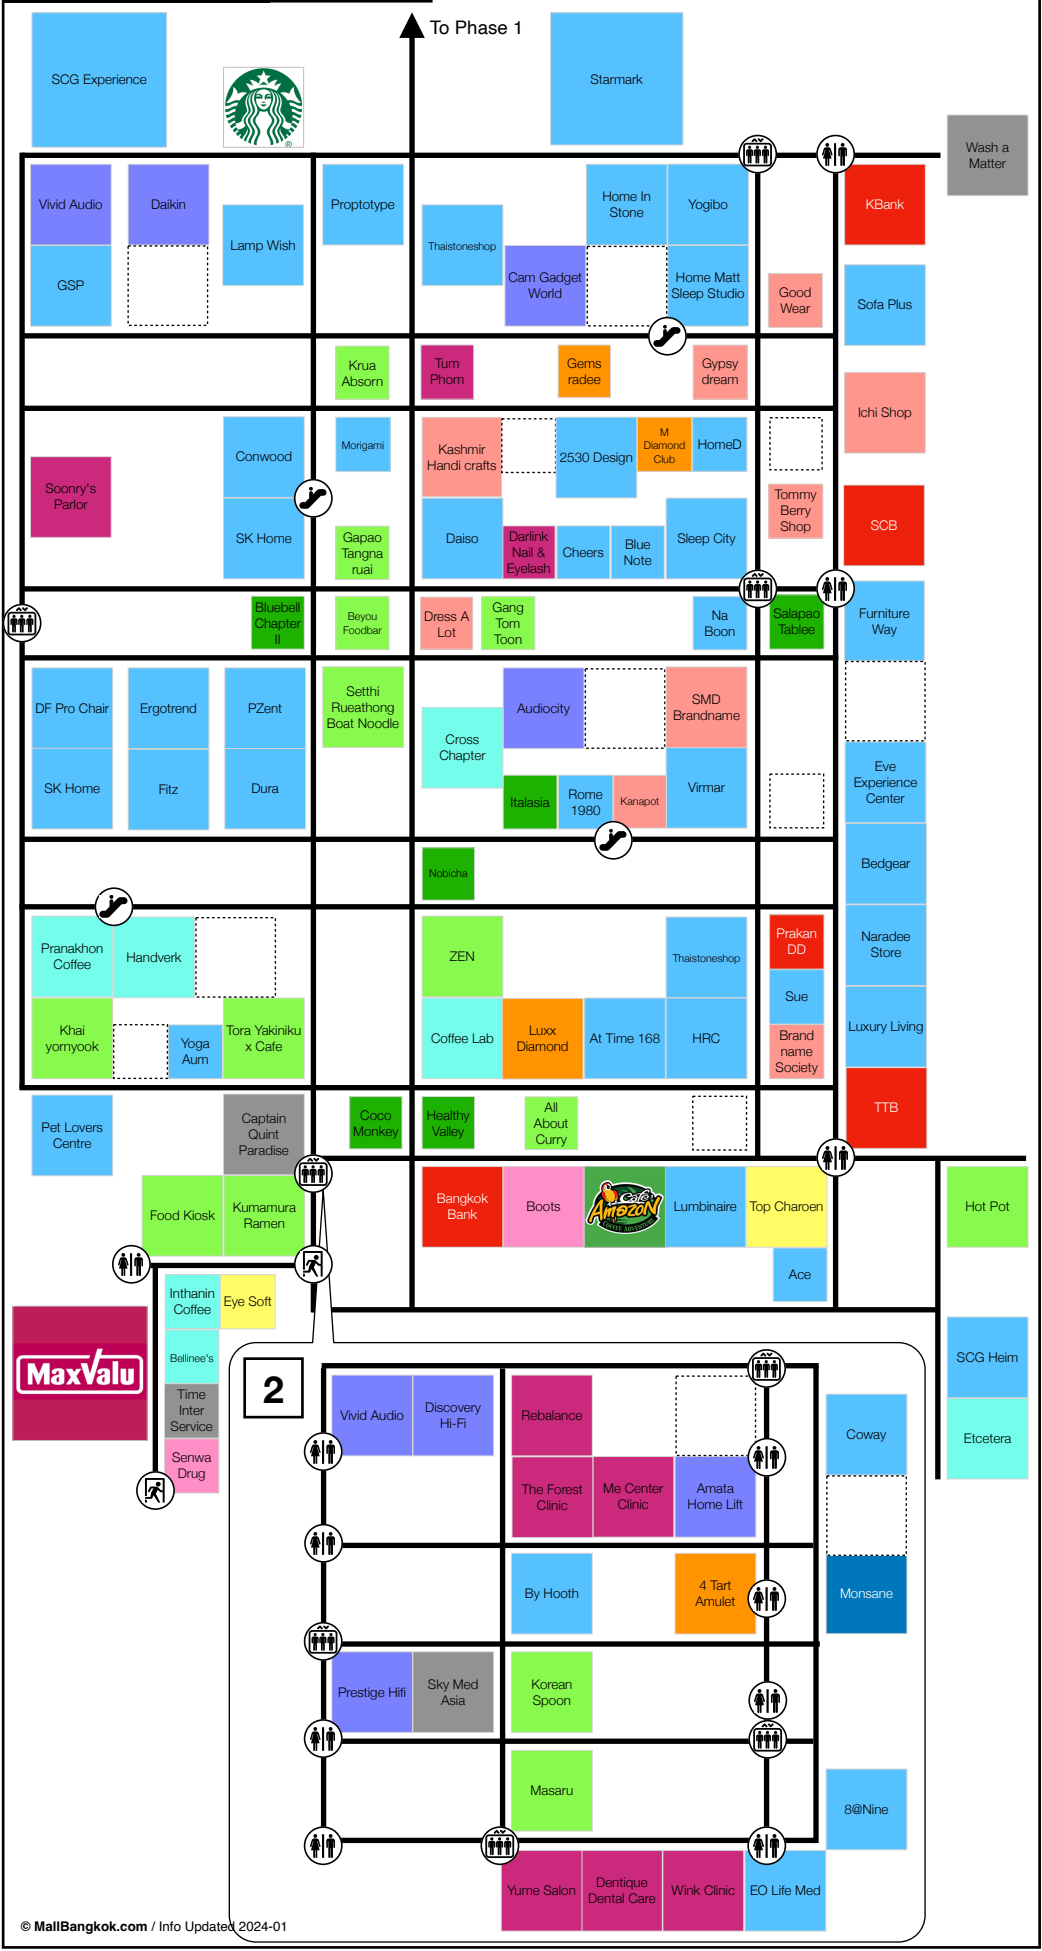 To Phase 1
SCG Experience
Starmark
Wash a
Matter
Vivid Audio
Daikin
Lamp Wish
Proptotype
Thaistoneshop
Home In
Stone
Yogibo
KBank
GSP
Cam Gadget
World
Home Matt
Sleep Studio
Good
Wear
Sofa Plus
Krua
Absorn
Tum
Phom
Gems
radee
Gypsy
dream
Ichi Shop
Conwood
Morigami
Kashmir
Handi crafts
2530 Design
M
Diamond
Club
HomeD
Soonry's
Parlor
Tommy
Berry
Shop
SCB
SK Home
Gapao
Tangna
ruai
Daiso
Darlink
Nail &
Eyelash
Cheers
Blue
Note
Sleep City
Bluebell
Chapter
II
Beyou
Foodbar
Dress A
Lot
Gang
Tom
Toon
Na
Boon
Salapao
Tablee
Furniture
Way
DF Pro Chair
Ergotrend
PZent
Setthi
Rueathong
Boat Noodle
Cross
Chapter
Audiocity
SMD
Brandname
SK Home
Fitz
Dura
Italasia
Rome
1980
Kanapot
Virmar
Eve
Experience
Center
Bedgear
Nobicha
Pranakhon
Coffee
Handverk
ZEN
Thaistoneshop
Prakan
DD
Naradee
Store
Sue
Khai
yornyook
Yoga
Aum
Tora Yakiniku
x Cafe
Coffee Lab
Luxx
Diamond
At Time 168
HRC
Brand
name
Society
Luxury Living
TTB
Pet Lovers
Centre
Captain
Quint
Paradise
Coco
Monkey
Healthy
Valley
All
About
Curry
Food Kiosk
Kumamura
Ramen
Bangkok
Bank
Boots
Café
Amazon
COFFEE ADVENTURE
Lumbinaire
Top Charoen
Hot Pot
Ace
Inthanin
Coffee
Eye Soft
Bellinee's
MaxValu
Time
Inter
Service
Senwa
Drug
SCG Heim
Etcetera
2
Vivid Audio
Discovery
Hi-Fi
Rebalance
Coway
The Forest
Clinic
Me Center
Clinic
Amata
Home Lift
By Hooth
4 Tart
Amulet
Monsane
Prestige Hifi
Sky Med
Asia
Korean
Spoon
Masaru
8@Nine
Yume Salon
Dentique
Dental Care
Wink Clinic
EO Life Med
© MallBangkok.com / Info Updated 2024-01